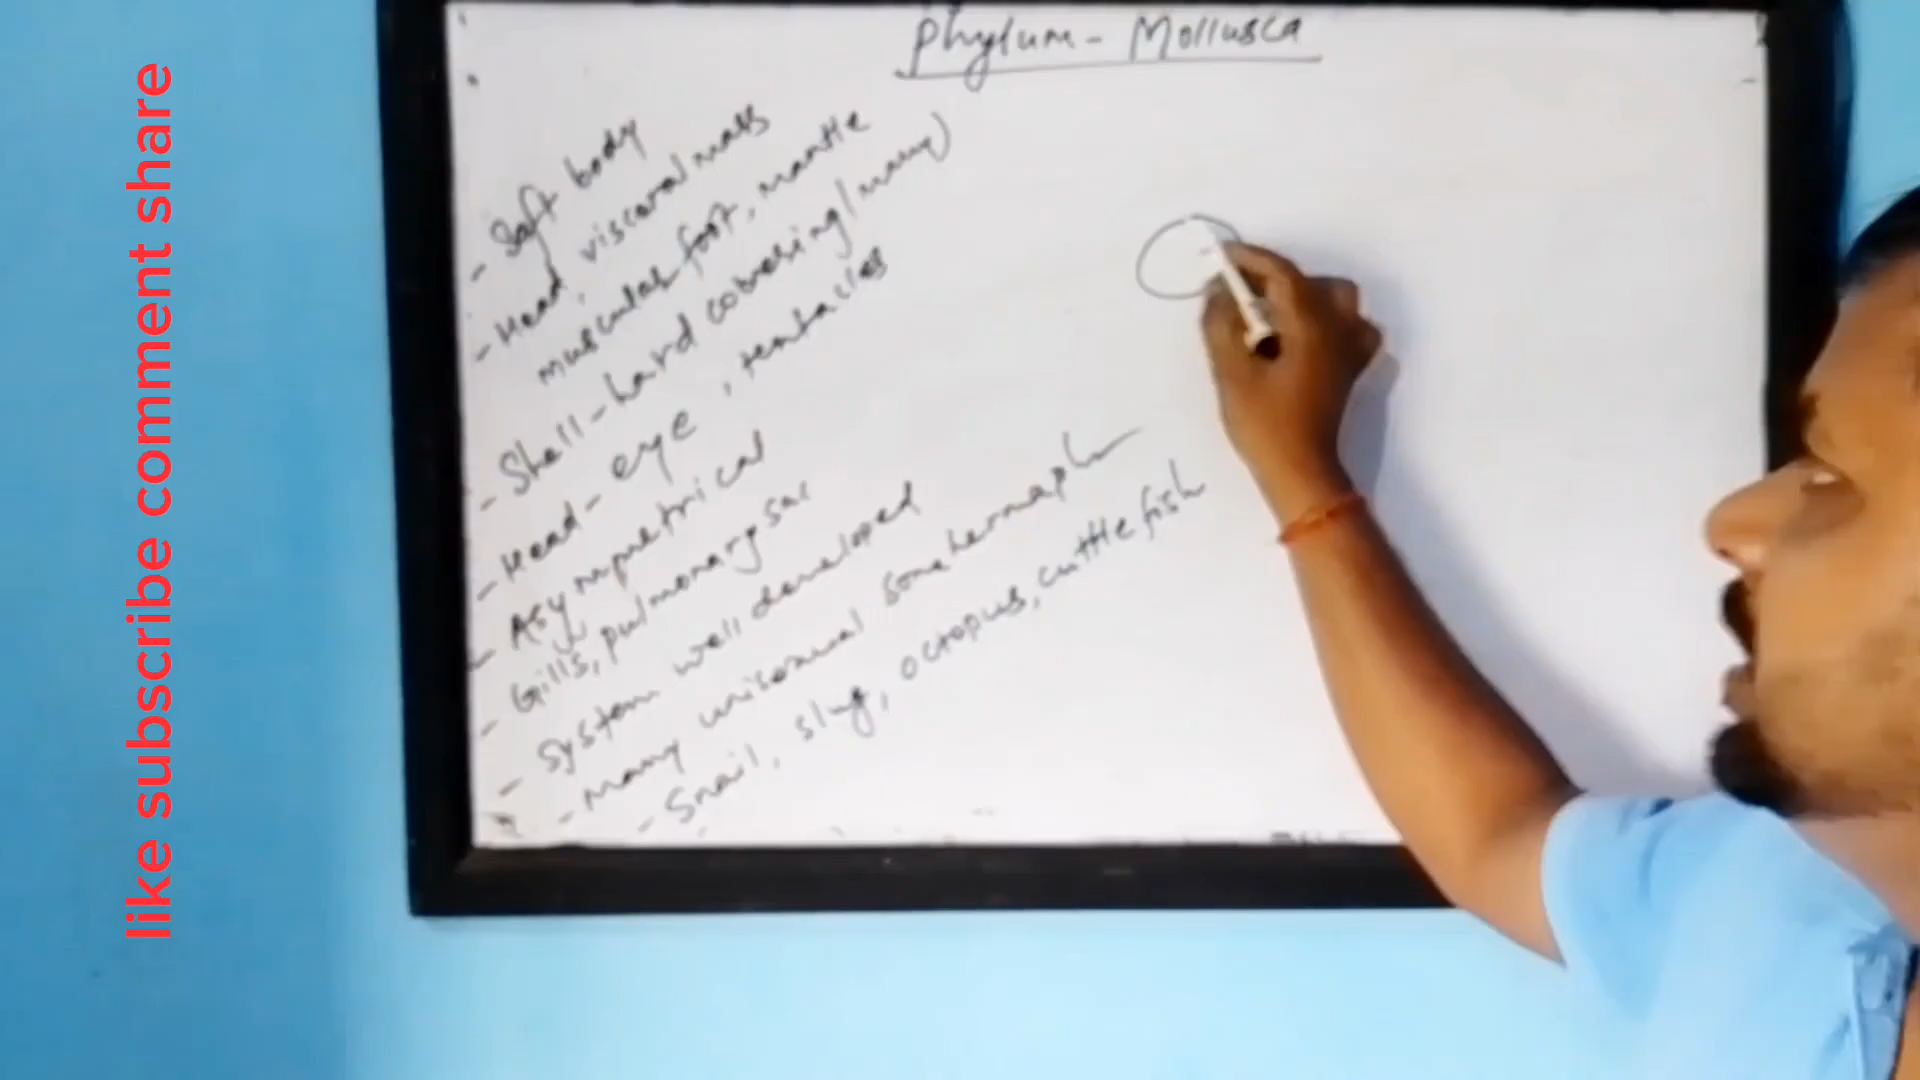 Phylum - Mollusca
- Soft body
- Head, visceral mass
muscular foot, mantle
- Shell - hard covering (many)
- Head - eye, tentacles
- Asymmetrical
- Gills, pulmonary sac
- System well developed
- Many unisexual some hermaph
- Snail, slug, octopus, cuttle fish
like subscribe comment share